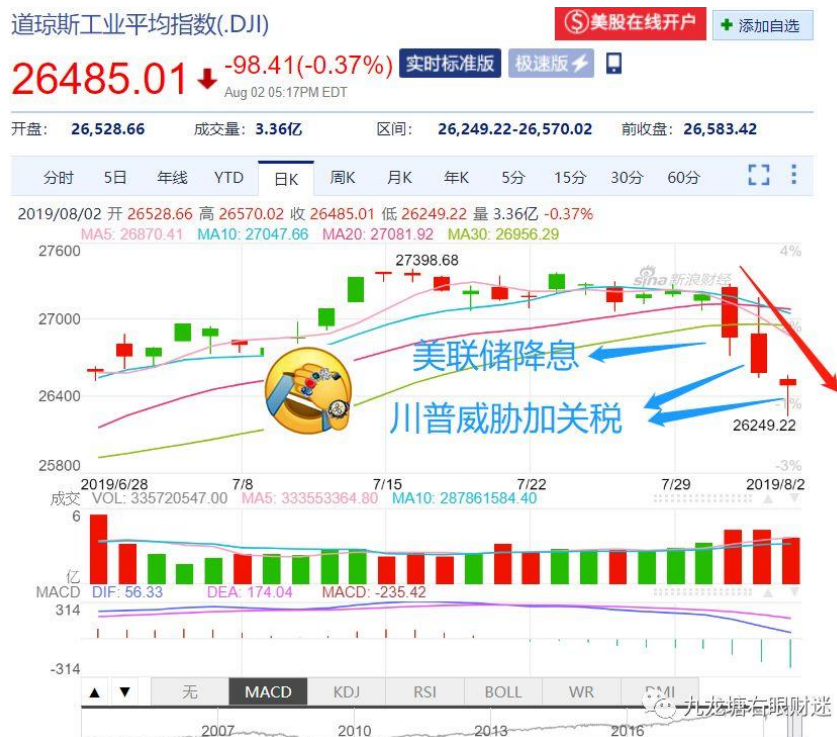 道琼斯工业平均指数(.DJI)
$美股在线开户
+ 添加自选
26485.01 -98.41(-0.37%) 实时标准版 极速版
Aug 02 05:17PM EDT
开盘: 26,528.66 成交量: 3.36亿 区间: 26,249.22-26,570.02 前收盘: 26,583.42
分时 5日 年线 YTD 日K 周K 月K 年K 5分 15分 30分 60分
2019/08/02 开 26528.66 高 26570.02 收 26485.01 低 26249.22 量 3.36亿 -0.37%
MA5: 26870.41 MA10: 27047.66 MA20: 27081.92 MA30: 26956.29
27600 4%
27398.68
sina新浪财经
27000
美联储降息
26400
川普威胁加关税
-1%
26249.22
25800 -3%
2019/6/28 7/8 7/15 7/22 7/29 2019/8/2
成交 VOL: 335720547.00 MA5: 333553364.80 MA10: 287861584.40
6
亿
MACD DIF: 56.33 DEA: 174.04 MACD: -235.42
314
-314
▲ ▼ 无 MACD KDJ RSI BOLL WR DMI
九龙塘右眼财迷
2007 2010 2013 2016